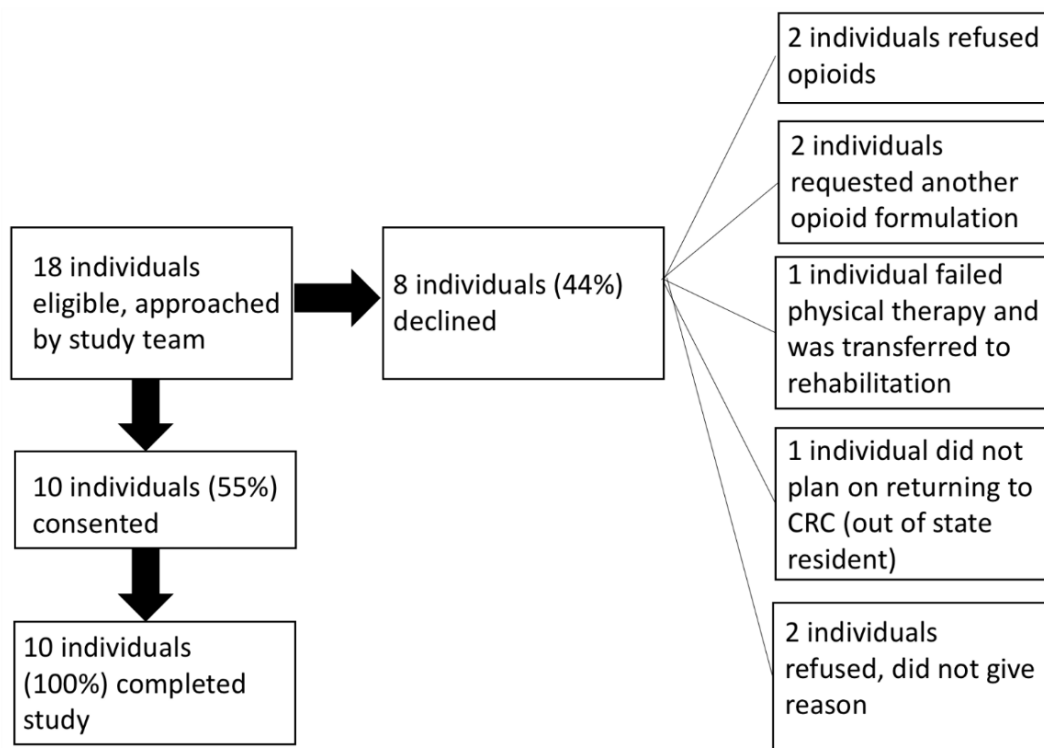 18 individuals
eligible, approached
by study team
8 individuals (44%)
declined
10 individuals (55%)
consented
10 individuals
(100%) completed
study
2 individuals refused
opioids
2 individuals
requested another
opioid formulation
1 individual failed
physical therapy and
was transferred to
rehabilitation
1 individual did not
plan on returning to
CRC (out of state
resident)
2 individuals
refused, did not give
reason